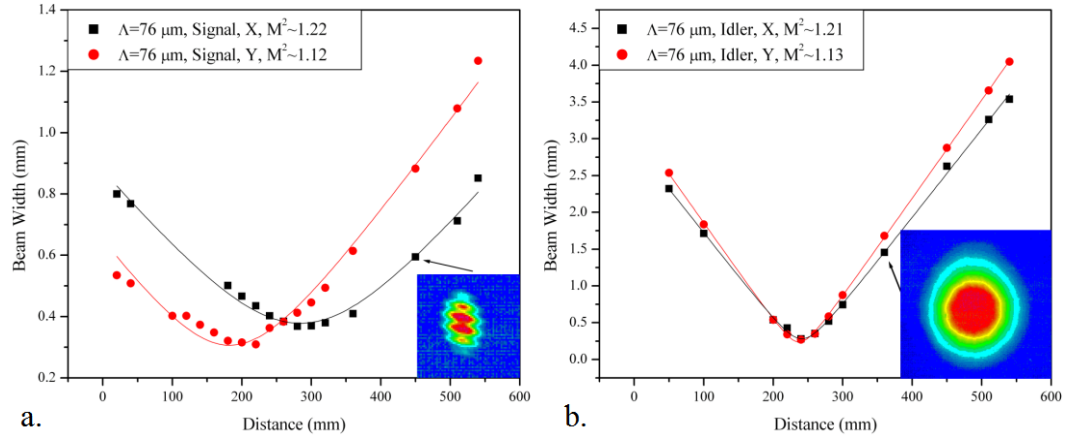 Λ=76 μm, Signal, X, M²~1.22
Λ=76 μm, Signal, Y, M²~1.12
1.4
1.2
1.0
0.8
0.6
0.4
0.2
Beam Width (mm)
0 100 200 300 400 500 600
Distance (mm)
a.
Λ=76 μm, Idler, X, M²~1.21
Λ=76 μm, Idler, Y, M²~1.13
4.5
4.0
3.5
3.0
2.5
2.0
1.5
1.0
0.5
0.0
Beam Width (mm)
0 100 200 300 400 500 600
Distance (mm)
b.